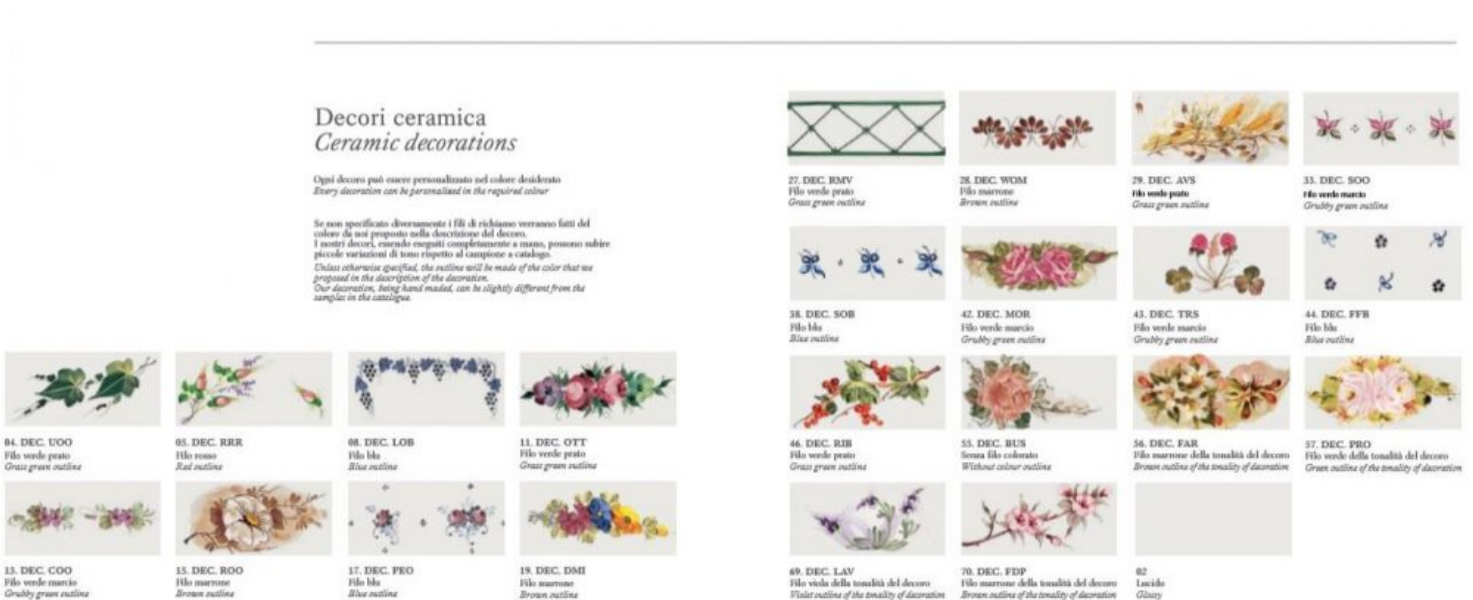 Decori ceramica
Ceramic decorations
Ogni decoro può essere personalizzato nel colore desiderato
Every decoration can be personalised in the required colour
Se non specificato diversamente i fili di richiamo verranno fatti del
colore da noi proposto nella descrizione del decoro.
I nostri decori, essendo eseguiti completamente a mano, possono subire
piccole variazioni di tono rispetto al campione a catalogo.
Unless otherwise specified, the outline will be made of the color that we
proposed in the description of the decoration.
Our decoration, being hand maded, can be slightly different from the
samples in the catalogue.
04. DEC. UOO
Filo verde prato
Grass green outline
05. DEC. RRR
Filo rosso
Red outline
08. DEC. LOB
Filo blu
Blue outline
11. DEC. OTT
Filo verde prato
Grass green outline
13. DEC. COO
Filo verde marcio
Grubby green outline
15. DEC. ROO
Filo marrone
Brown outline
17. DEC. PEO
Filo blu
Blue outline
19. DEC. DMI
Filo marrone
Brown outline
27. DEC. RMV
Filo verde prato
Grass green outline
28. DEC. WOM
Filo marrone
Brown outline
29. DEC. AVS
Filo verde prato
Grass green outline
33. DEC. SOO
Filo verde marcio
Grubby green outline
38. DEC. SOB
Filo blu
Blue outline
42. DEC. MOR
Filo verde marcio
Grubby green outline
43. DEC. TRS
Filo verde marcio
Grubby green outline
44. DEC. FFB
Filo blu
Blue outline
46. DEC. RIB
Filo verde prato
Grass green outline
55. DEC. BUS
Senza filo colorato
Without colour outline
56. DEC. FAR
Filo marrone della tonalità del decoro
Brown outline of the tonality of decoration
57. DEC. PRO
Filo verde della tonalità del decoro
Green outline of the tonality of decoration
69. DEC. LAV
Filo viola della tonalità del decoro
Violet outline of the tonality of decoration
70. DEC. FDP
Filo marrone della tonalità del decoro
Brown outline of the tonality of decoration
02
Lucido
Glossy